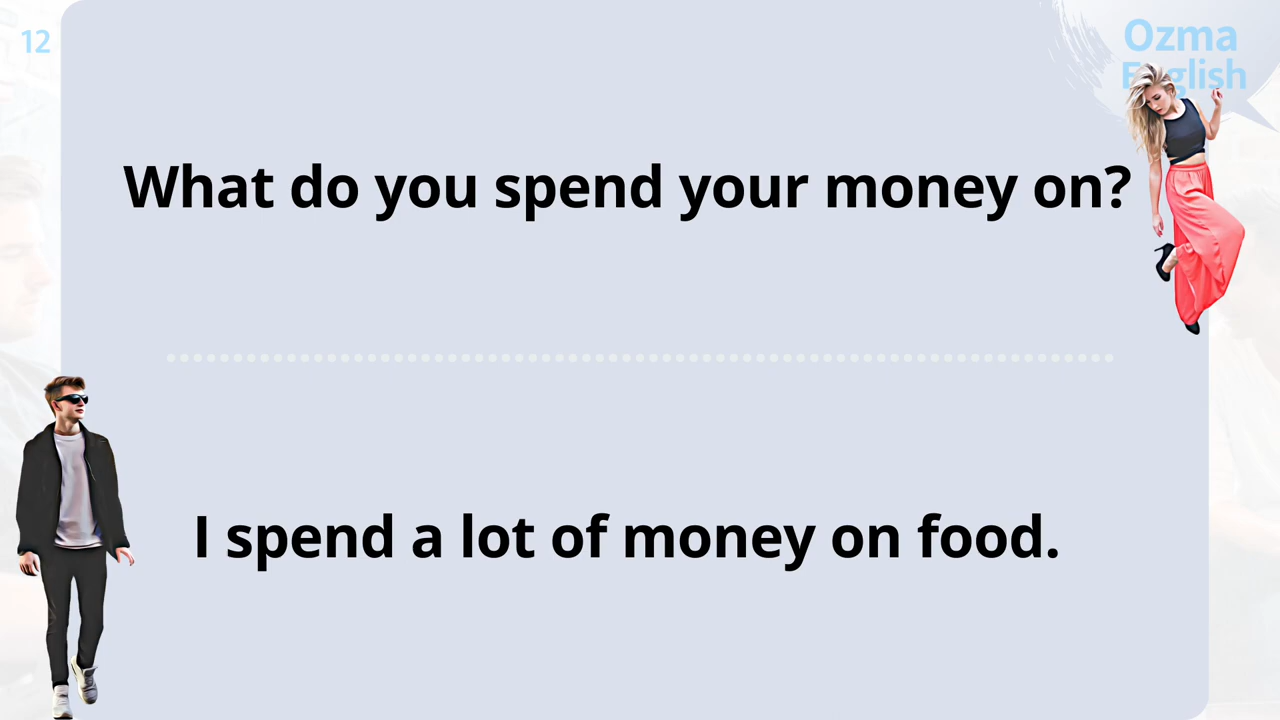 12
Ozma
English
What do you spend your money on?
I spend a lot of money on food.